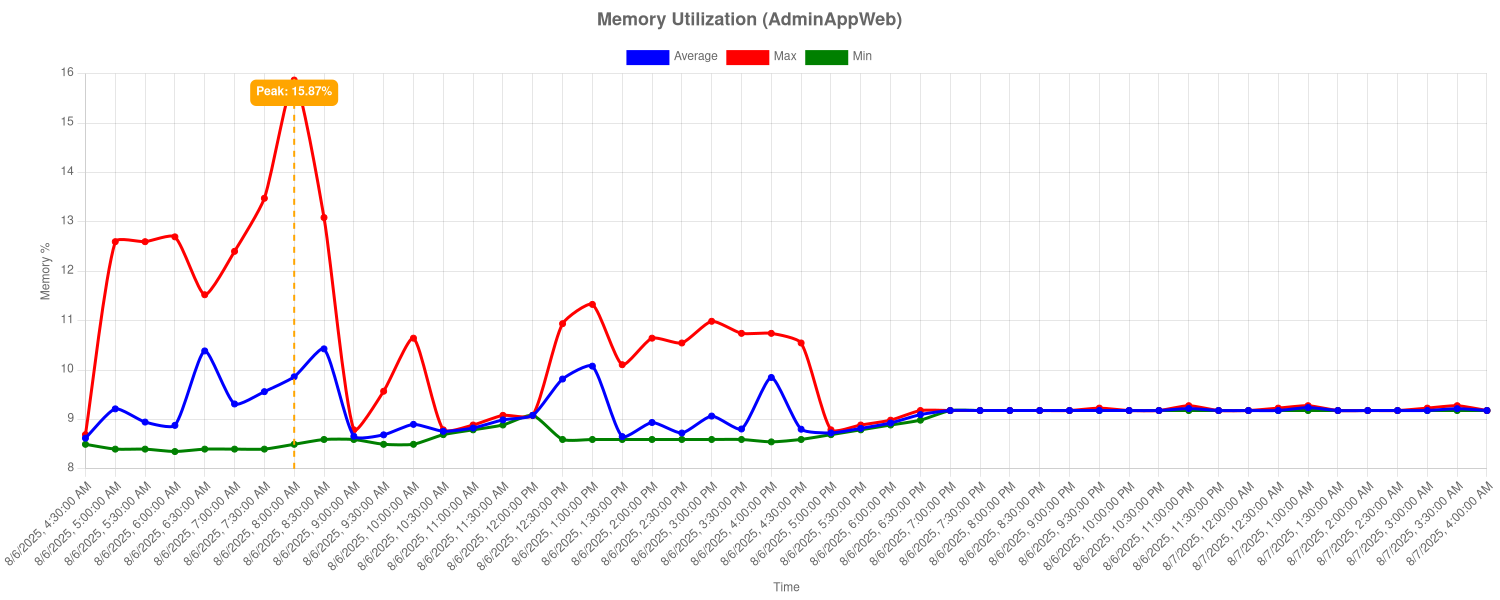 Memory Utilization (AdminAppWeb)
Average Max Min
16
Peak: 15.87%
15
14
13
12
Memory %
11
10
9
8
8/6/2025, 4:30:00 AM
8/6/2025, 5:00:00 AM
8/6/2025, 5:30:00 AM
8/6/2025, 6:00:00 AM
8/6/2025, 6:30:00 AM
8/6/2025, 7:00:00 AM
8/6/2025, 7:30:00 AM
8/6/2025, 8:00:00 AM
8/6/2025, 8:30:00 AM
8/6/2025, 9:00:00 AM
8/6/2025, 9:30:00 AM
8/6/2025, 10:00:00 AM
8/6/2025, 10:30:00 AM
8/6/2025, 11:00:00 AM
8/6/2025, 11:30:00 AM
8/6/2025, 12:00:00 PM
8/6/2025, 12:30:00 PM
8/6/2025, 1:00:00 PM
8/6/2025, 1:30:00 PM
8/6/2025, 2:00:00 PM
8/6/2025, 2:30:00 PM
8/6/2025, 3:00:00 PM
8/6/2025, 3:30:00 PM
8/6/2025, 4:00:00 PM
8/6/2025, 4:30:00 PM
8/6/2025, 5:00:00 PM
8/6/2025, 5:30:00 PM
8/6/2025, 6:00:00 PM
8/6/2025, 6:30:00 PM
8/6/2025, 7:00:00 PM
8/6/2025, 7:30:00 PM
8/6/2025, 8:00:00 PM
8/6/2025, 8:30:00 PM
8/6/2025, 9:00:00 PM
8/6/2025, 9:30:00 PM
8/6/2025, 10:00:00 PM
8/6/2025, 10:30:00 PM
8/6/2025, 11:00:00 PM
8/6/2025, 11:30:00 PM
8/7/2025, 12:00:00 AM
8/7/2025, 12:30:00 AM
8/7/2025, 1:00:00 AM
8/7/2025, 1:30:00 AM
8/7/2025, 2:00:00 AM
8/7/2025, 2:30:00 AM
8/7/2025, 3:00:00 AM
8/7/2025, 3:30:00 AM
8/7/2025, 4:00:00 AM
Time